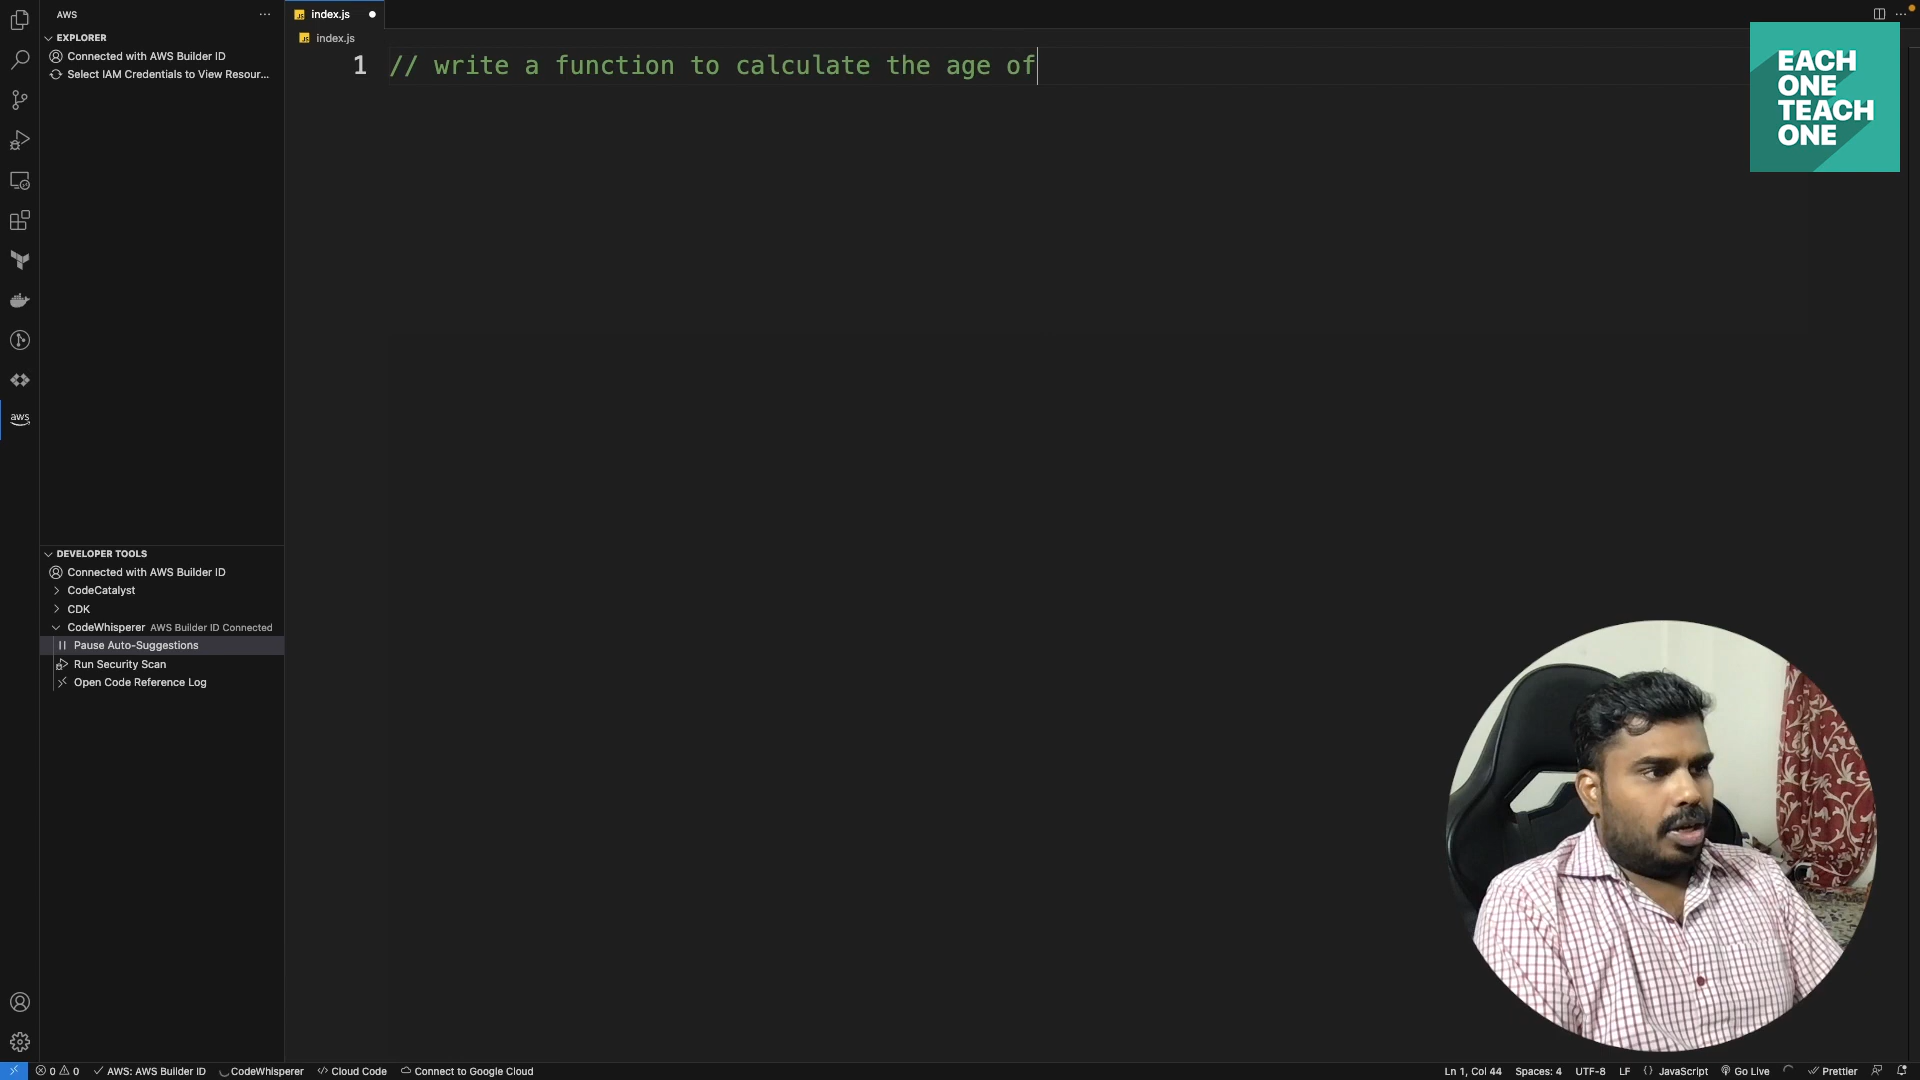 AWS
index.js
EXPLORER
index.js
Connected with AWS Builder ID
Select IAM Credentials to View Resour...
1 // write a function to calculate the age of
EACH
ONE
TEACH
ONE
aws
DEVELOPER TOOLS
Connected with AWS Builder ID
CodeCatalyst
CDK
CodeWhisperer AWS Builder ID Connected
Pause Auto-Suggestions
Run Security Scan
Open Code Reference Log
0 0 AWS: AWS Builder ID CodeWhisperer Cloud Code Connect to Google Cloud Ln 1, Col 44 Spaces: 4 UTF-8 LF {} JavaScript Go Live Prettier